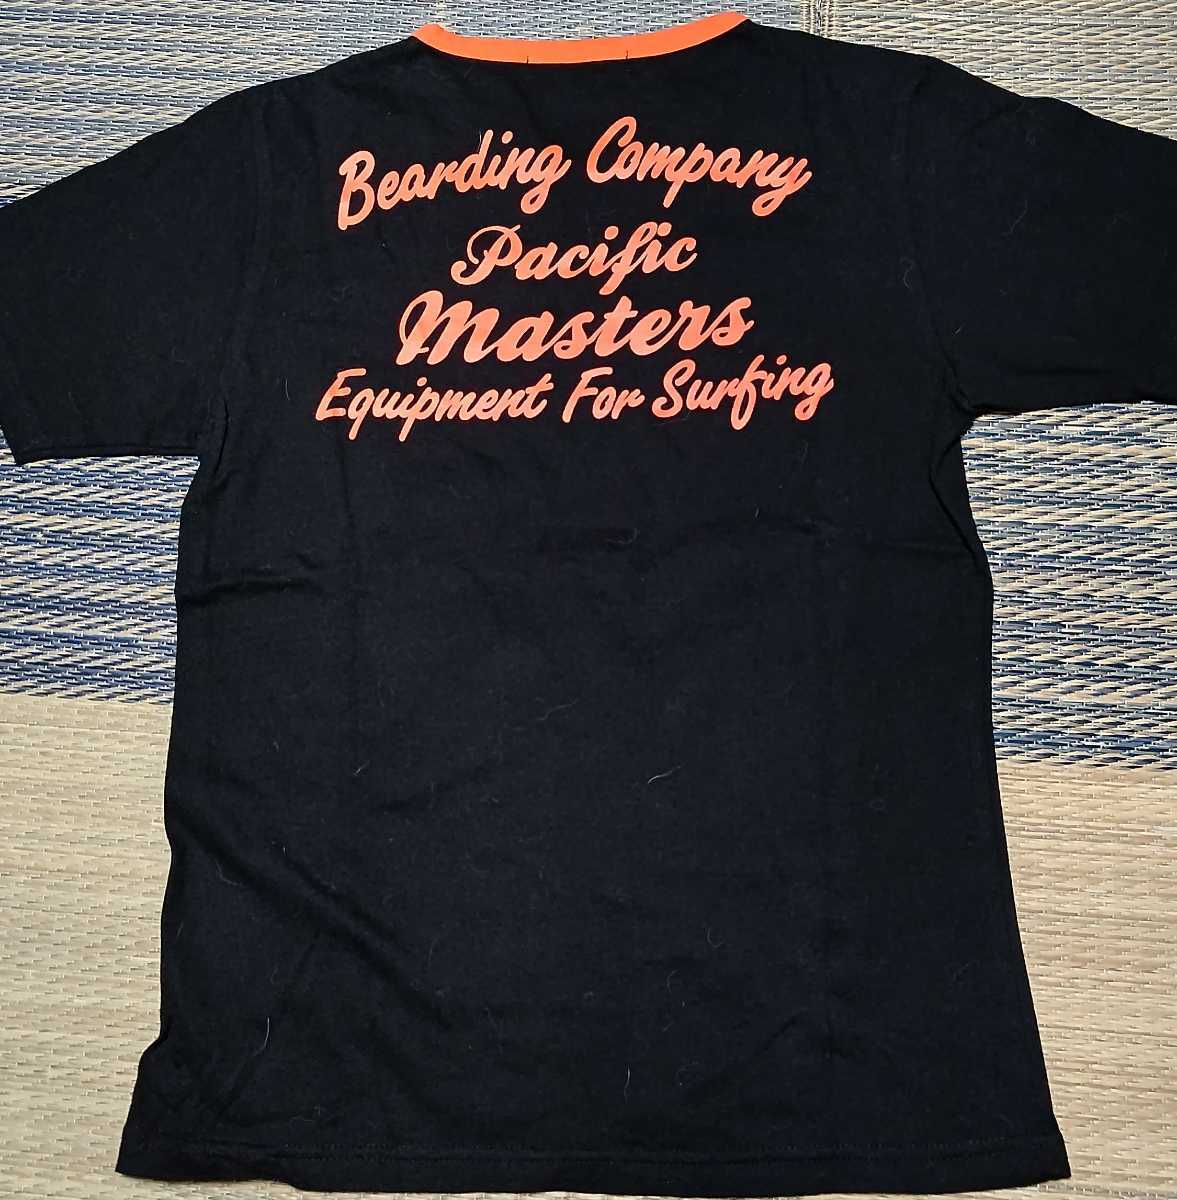 Bearding Company
Pacific
Masters
Equipment For Surfing